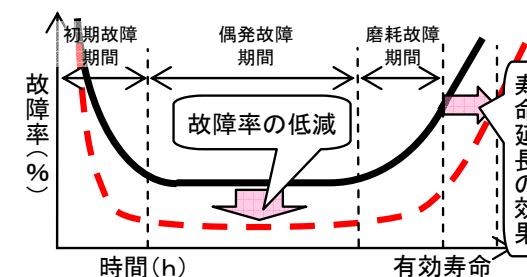 初期故障
期間
偶発故障
期間
磨耗故障
期間
故障率(%)
故障率の低減
寿命延長の効果
時間(h)
有効寿命